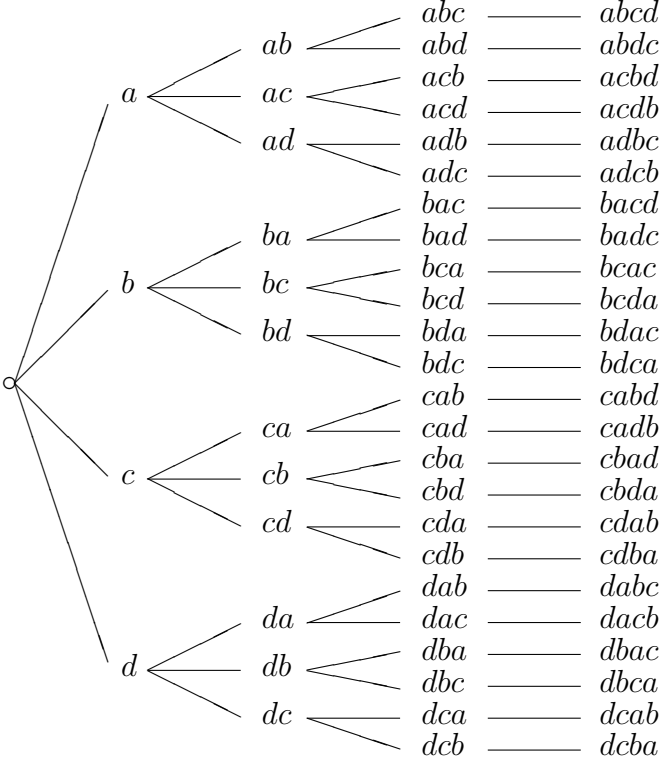 abc abcd
ab abd abdc
acb acbd
a ac acd acdb
ad adb adbc
adc adcb
bac bacd
ba bad badc
bca bcac
b bc bcd bcda
bd bda bdac
bdc bdca
cab cabd
ca cad cadb
cba cbad
c cb cbd cbda
cd cda cdab
cdb cdba
dab dabc
da dac dacb
dba dbac
d db dbc dbca
dc dca dcab
dcb dcba